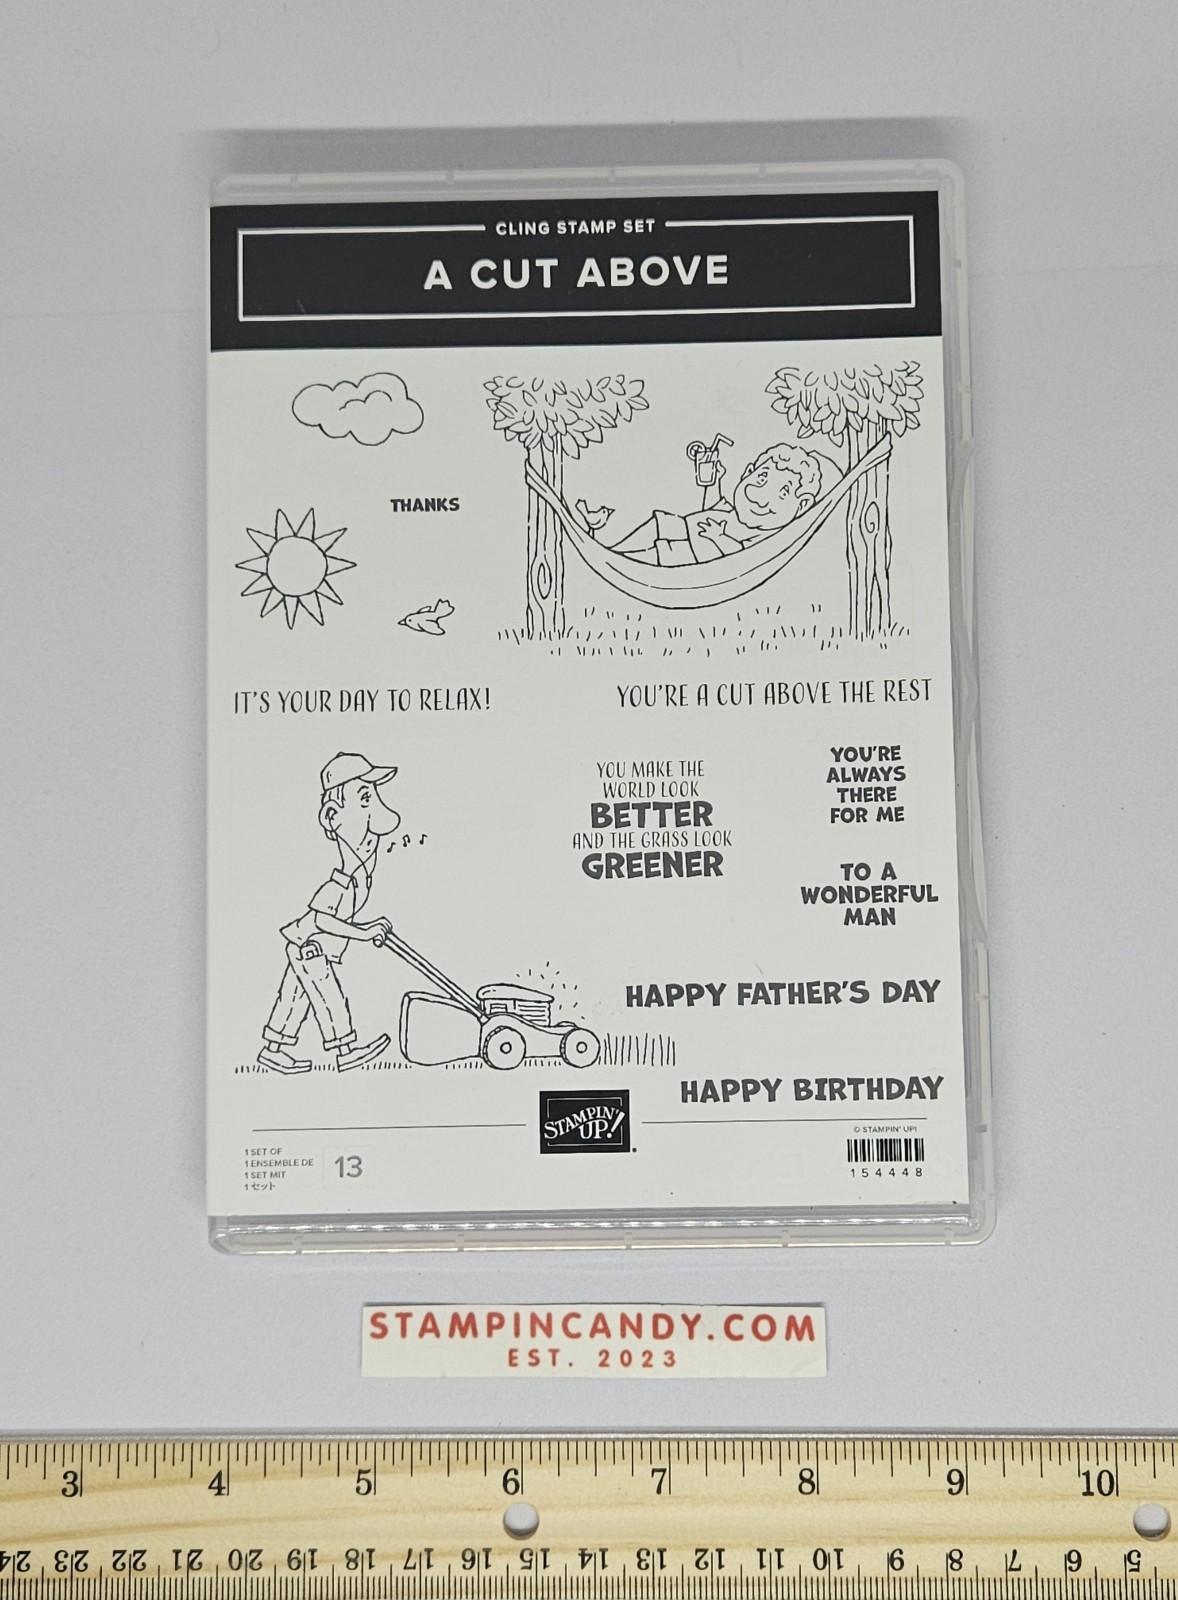 CLING STAMP SET
A CUT ABOVE
THANKS
IT'S YOUR DAY TO RELAX!
YOU'RE A CUT ABOVE THE REST
YOU MAKE THE
WORLD LOOK
BETTER
AND THE GRASS LOOK
GREENER
YOU'RE
ALWAYS
THERE
FOR ME
TO A
WONDERFUL
MAN
HAPPY FATHER'S DAY
HAPPY BIRTHDAY
STAMPIN'
UP!
© STAMPIN' UP!
154448
1 SET OF
1 ENSEMBLE DE
1 SET MIT
1 セット
13
STAMPINCANDY.COM
EST. 2023
3 4 5 6 7 8 9 10
24 23 22 21 20 19 18 17 16 15 14 13 12 11 10 9 8 7 6 5